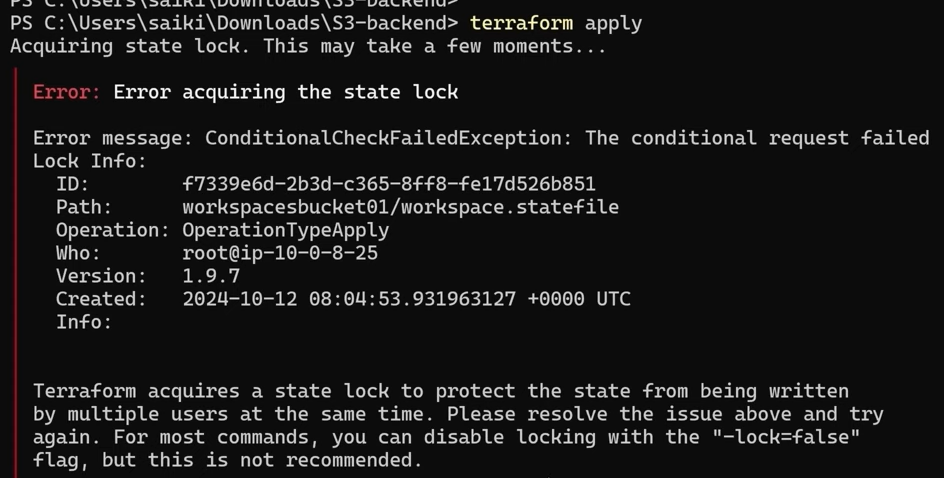 PS C:\Users\saiki\Downloads\S3-backend>
PS C:\Users\saiki\Downloads\S3-backend> terraform apply
Acquiring state lock. This may take a few moments...
Error: Error acquiring the state lock
Error message: ConditionalCheckFailedException: The conditional request failed
Lock Info:
ID: f7339e6d-2b3d-c365-8ff8-fe17d526b851
Path: workspacesbucket01/workspace.statefile
Operation: OperationTypeApply
Who: root@ip-10-0-8-25
Version: 1.9.7
Created: 2024-10-12 08:04:53.931963127 +0000 UTC
Info:
Terraform acquires a state lock to protect the state from being written
by multiple users at the same time. Please resolve the issue above and try
again. For most commands, you can disable locking with the "-lock=false"
flag, but this is not recommended.